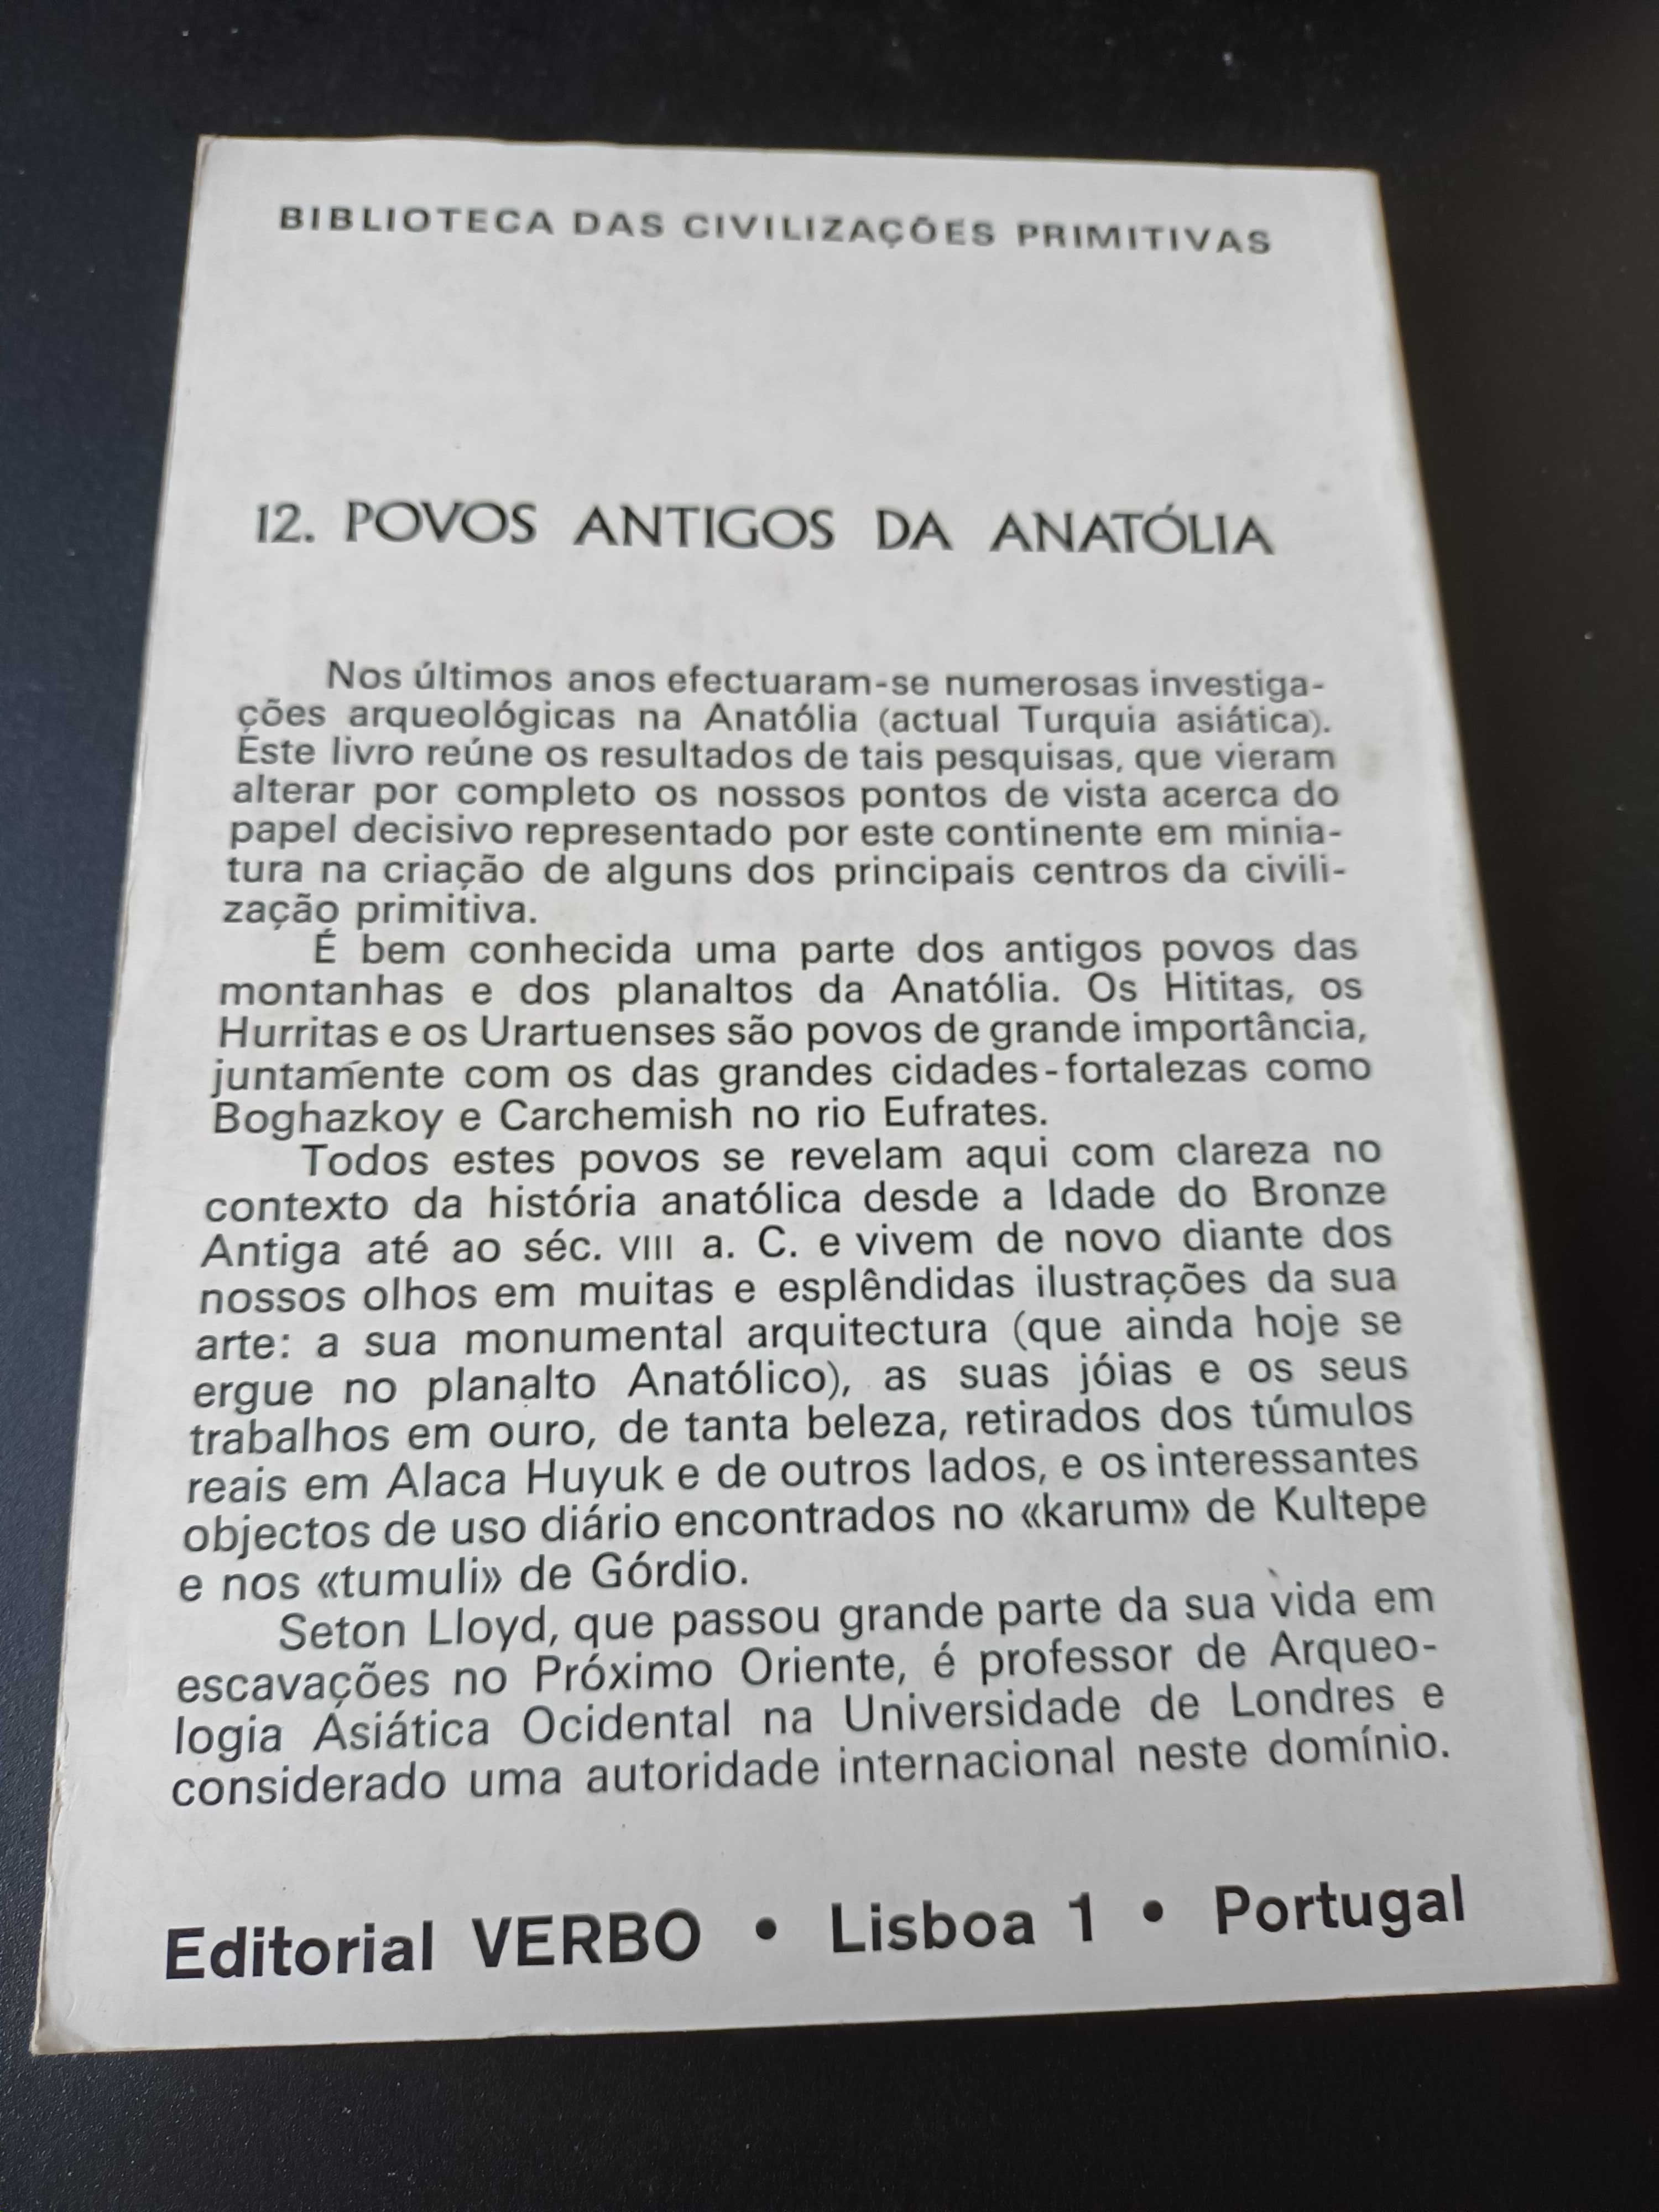 BIBLIOTECA DAS CIVILIZAÇÕES PRIMITIVAS
12. POVOS ANTIGOS DA ANATÓLIA
Nos últimos anos efectuaram-se numerosas investiga-
ções arqueológicas na Anatólia (actual Turquia asiática).
Este livro reúne os resultados de tais pesquisas, que vieram
alterar por completo os nossos pontos de vista acerca do
papel decisivo representado por este continente em minia-
tura na criação de alguns dos principais centros da civili-
zação primitiva.
É bem conhecida uma parte dos antigos povos das
montanhas e dos planaltos da Anatólia. Os Hititas, os
Hurritas e os Urartuenses são povos de grande importância,
juntamente com os das grandes cidades-fortalezas como
Boghazkoy e Carchemish no rio Eufrates.
Todos estes povos se revelam aqui com clareza no
contexto da história anatólica desde a Idade do Bronze
Antiga até ao séc. VIII a. C. e vivem de novo diante dos
nossos olhos em muitas e esplêndidas ilustrações da sua
arte: a sua monumental arquitectura (que ainda hoje se
ergue no planalto Anatólico), as suas jóias e os seus
trabalhos em ouro, de tanta beleza, retirados dos túmulos
reais em Alaca Huyuk e de outros lados, e os interessantes
objectos de uso diário encontrados no «karum» de Kultepe
e nos «tumuli» de Górdio.
Seton Lloyd, que passou grande parte da sua vida em
escavações no Próximo Oriente, é professor de Arqueo-
logia Asiática Ocidental na Universidade de Londres e
considerado uma autoridade internacional neste domínio.
Editorial VERBO • Lisboa 1 • Portugal